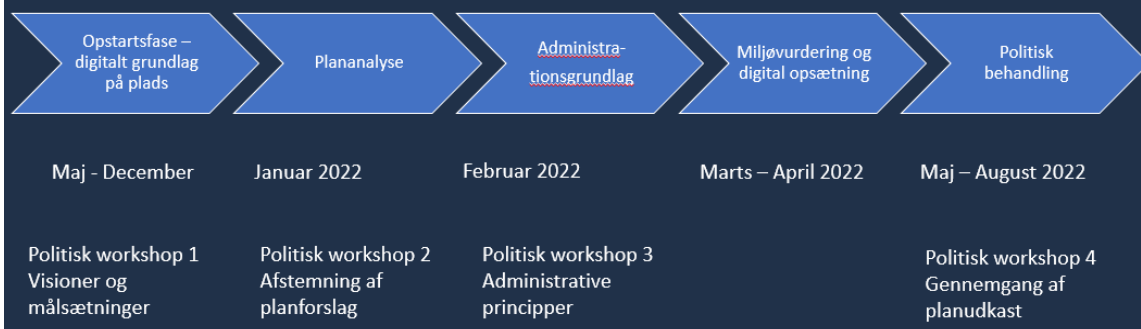 Opstartsfase –
digitalt grundlag
på plads
Plananalyse
Administra-
tionsgrundlag
Miljøvurdering og
digital opsætning
Politisk
behandling
Maj - December
Januar 2022
Februar 2022
Marts – April 2022
Maj – August 2022
Politisk workshop 1
Visioner og
målsætninger
Politisk workshop 2
Afstemning af
planforslag
Politisk workshop 3
Administrative
principper
Politisk workshop 4
Gennemgang af
planudkast